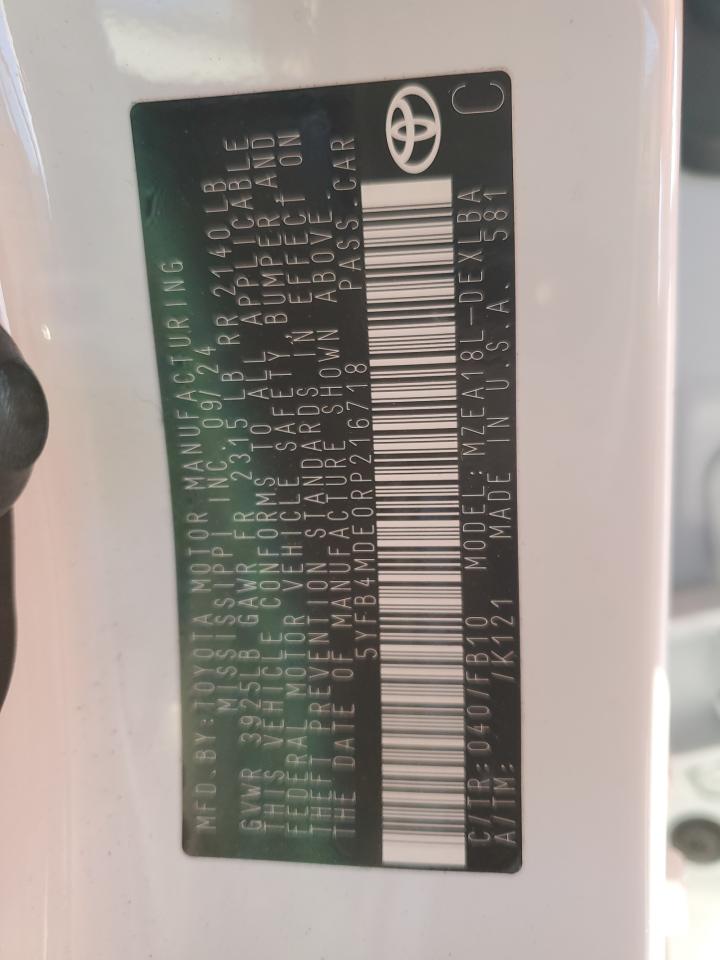 MFD.BY:TOYOTA MOTOR MANUFACTURING
MISSISSIPPI INC. 09/24
GVWR 3925LB GAWR FR 2315 LB RR 2140LB
THIS VEHICLE CONFORMS TO ALL APPLICABLE
FEDERAL MOTOR VEHICLE SAFETY, BUMPER, AND
THEFT PREVENTION STANDARDS IN EFFECT ON
THE DATE OF MANUFACTURE SHOWN ABOVE.
5YFB4MDE0RP216718 PASS.CAR
C/TR:040/FB10 MODEL:MZEA18L-DEXLBA
A/TM: /K121 MADE IN U.S.A. 581
C